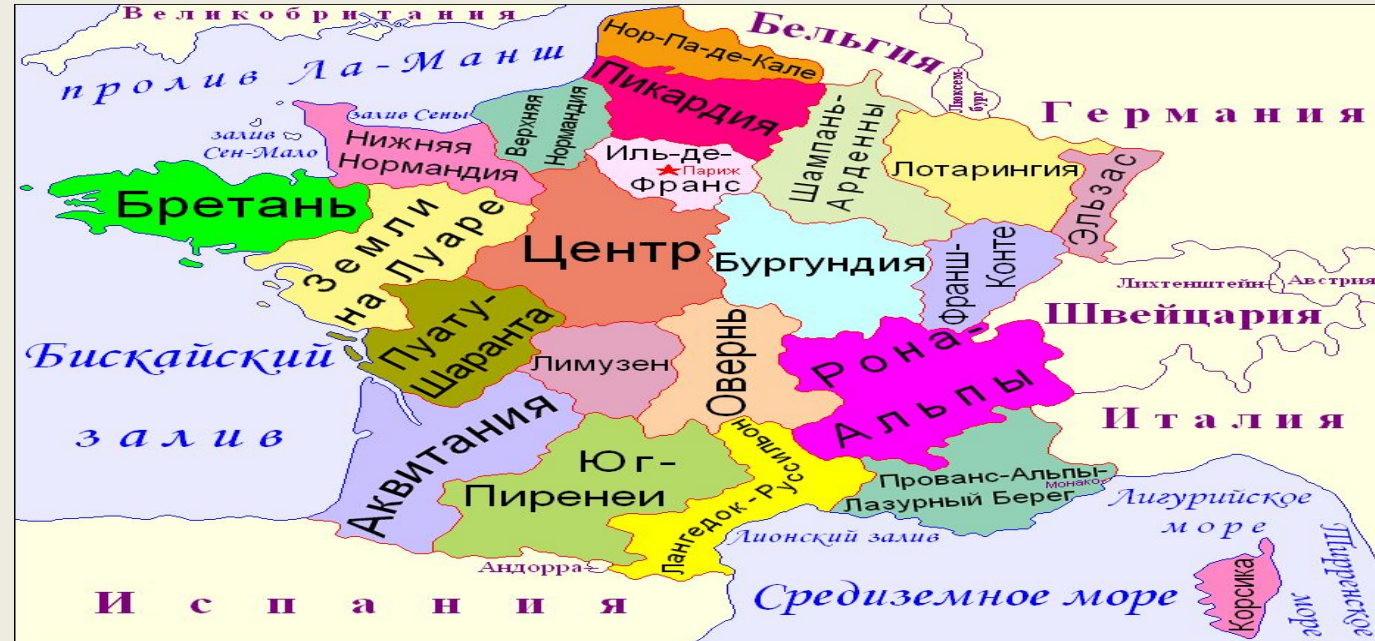 Великобритания
пролив Ла-Манш
Бельгия
Люксем-
бург
Германия
Нор-Па-де-Кале
Пикардия
залив Сены
залив
Сен-Мало
Верхняя
Нормандия
Нижняя
Нормандия
Иль-де-
Париж
Франс
Шампань-
Арденны
Лотарингия
Эльзас
Бретань
Земли
на Луаре
Центр
Бургундия
Франш-
Конте
Лихтенштейн
Австрия
Швейцария
Бискайский
залив
Пуату-
Шаранта
Лимузен
Овернь
Рона-
Альпы
Италия
Аквитания
Юг-
Пиренеи
Лангедок-Руссильон
Прованс-Альпы-
Монако
Лазурный Берег
Лигурийское
море
Лионский залив
Андорра
Испания
Средиземное море
Корсика
Тирренское
море